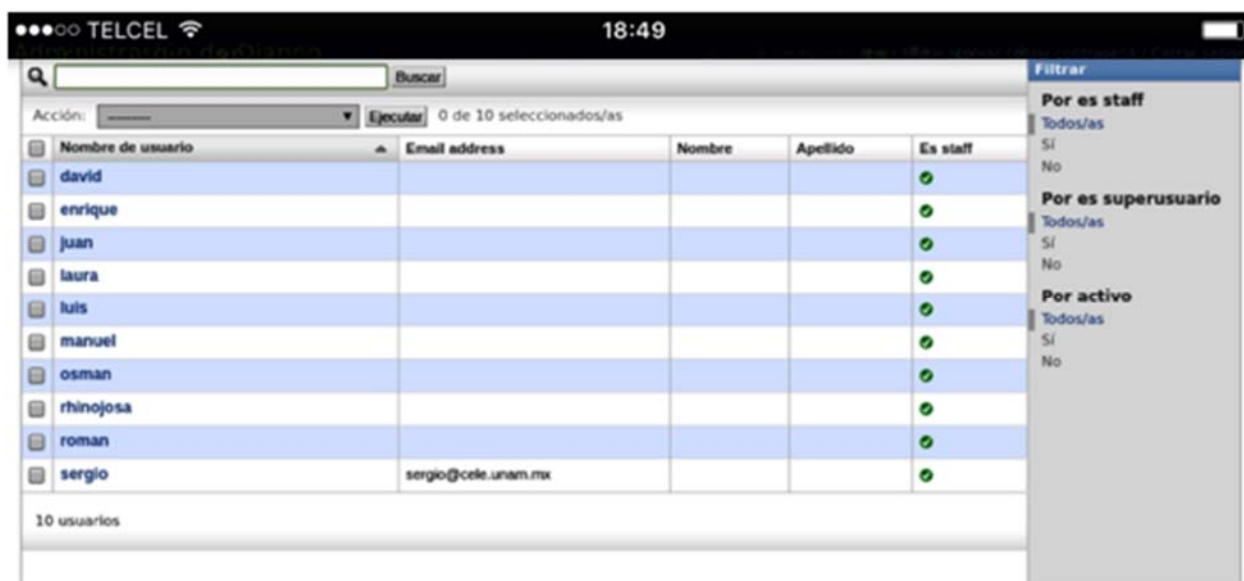 TELCEL 18:49
Administración de Django
Buscar
Acción: --------- Ejecutar 0 de 10 seleccionados/as
Nombre de usuario Email address Nombre Apellido Es staff
david
enrique
juan
laura
luis
manuel
osman
rhinojosa
roman
sergio sergio@cele.unam.mx
10 usuarios
Filtrar
Por es staff
Todos/as
Sí
No
Por es superusuario
Todos/as
Sí
No
Por activo
Todos/as
Sí
No